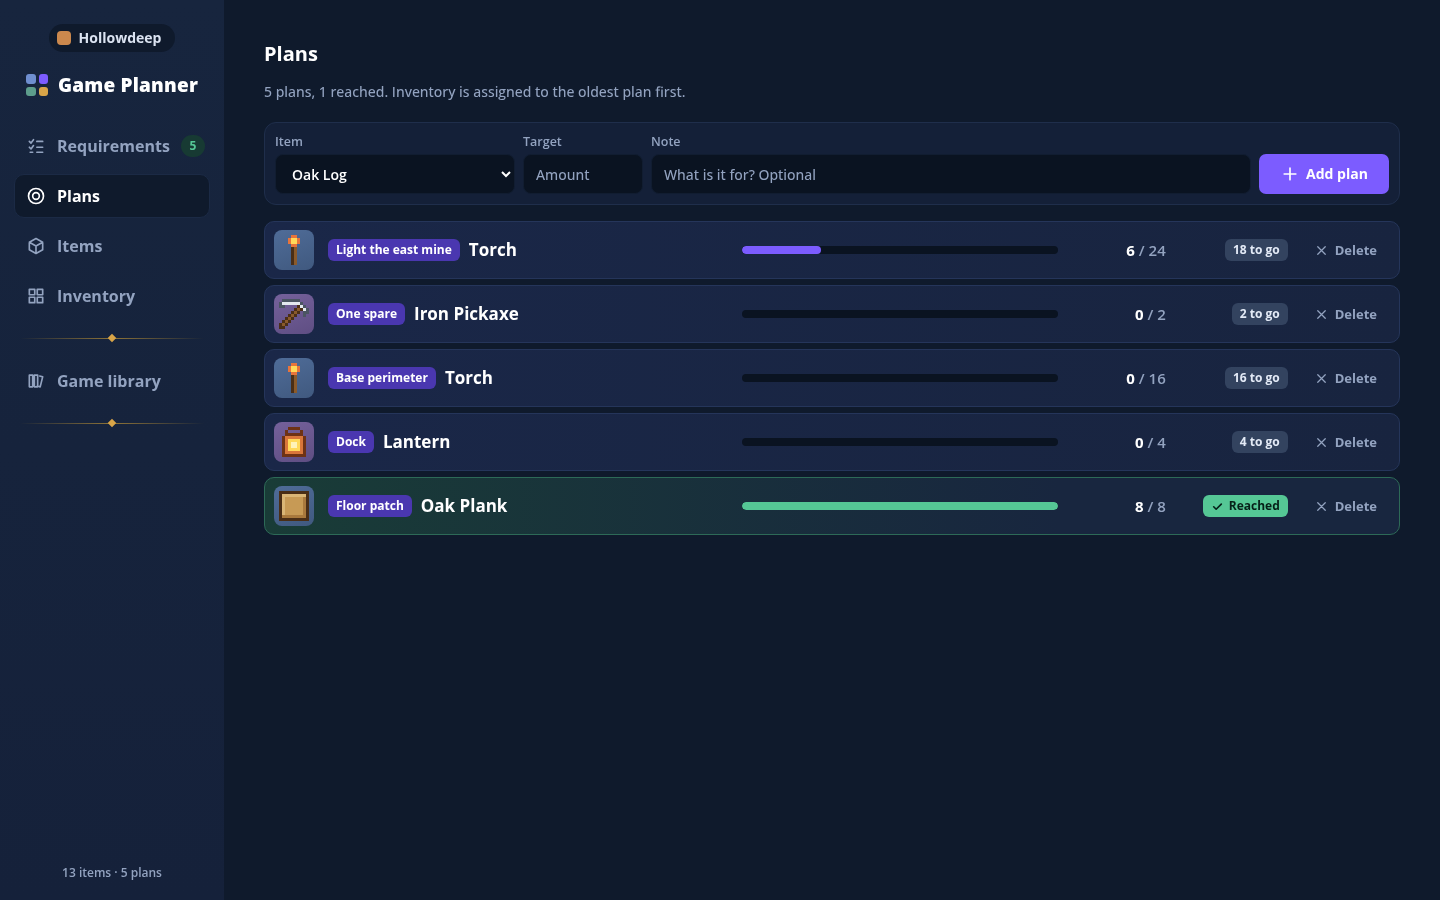 Hollowdeep
Game Planner
Requirements 5
Plans
Items
Inventory
Game library
13 items · 5 plans
Plans
5 plans, 1 reached. Inventory is assigned to the oldest plan first.
Item Target Note
Oak Log Amount What is it for? Optional Add plan
Light the east mine Torch 6 / 24 18 to go Delete
One spare Iron Pickaxe 0 / 2 2 to go Delete
Base perimeter Torch 0 / 16 16 to go Delete
Dock Lantern 0 / 4 4 to go Delete
Floor patch Oak Plank 8 / 8 Reached Delete